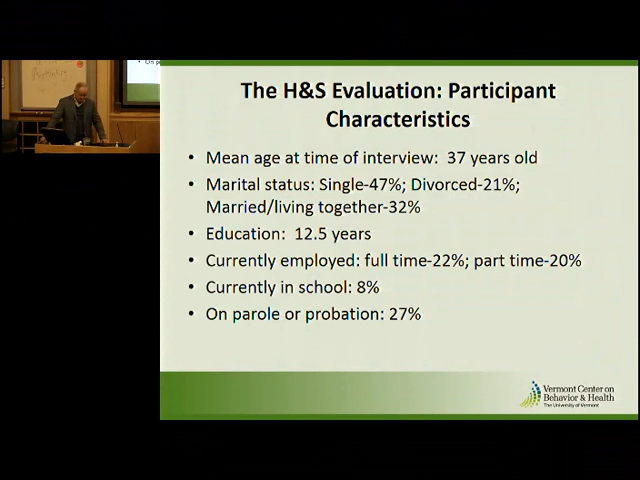 The H&S Evaluation: Participant
Characteristics
• Mean age at time of interview: 37 years old
• Marital status: Single-47%; Divorced-21%;
Married/living together-32%
• Education: 12.5 years
• Currently employed: full time-22%; part time-20%
• Currently in school: 8%
• On parole or probation: 27%
Vermont Center on
Behavior & Health
The University of Vermont